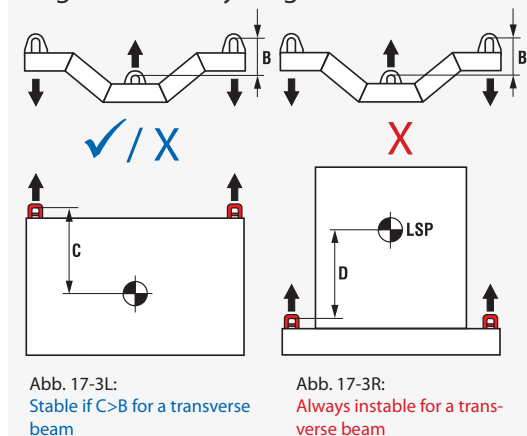 B
B
✓/ X
X
C
LSP
D
Abb. 17-3L:
Stable if C>B for a transverse
beam
Abb. 17-3R:
Always instable for a trans-
verse beam